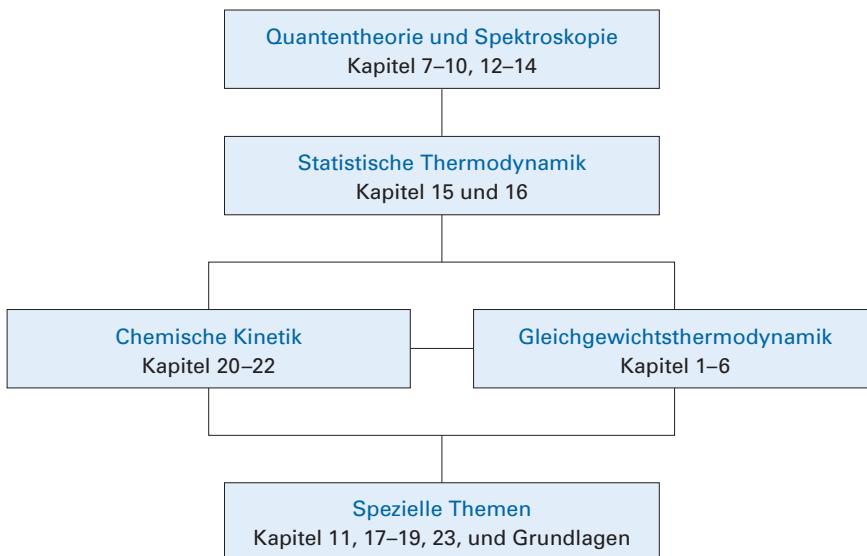 Quantentheorie und Spektroskopie
Kapitel 7–10, 12–14
Statistische Thermodynamik
Kapitel 15 und 16
Chemische Kinetik
Kapitel 20–22
Gleichgewichtsthermodynamik
Kapitel 1–6
Spezielle Themen
Kapitel 11, 17–19, 23, und Grundlagen